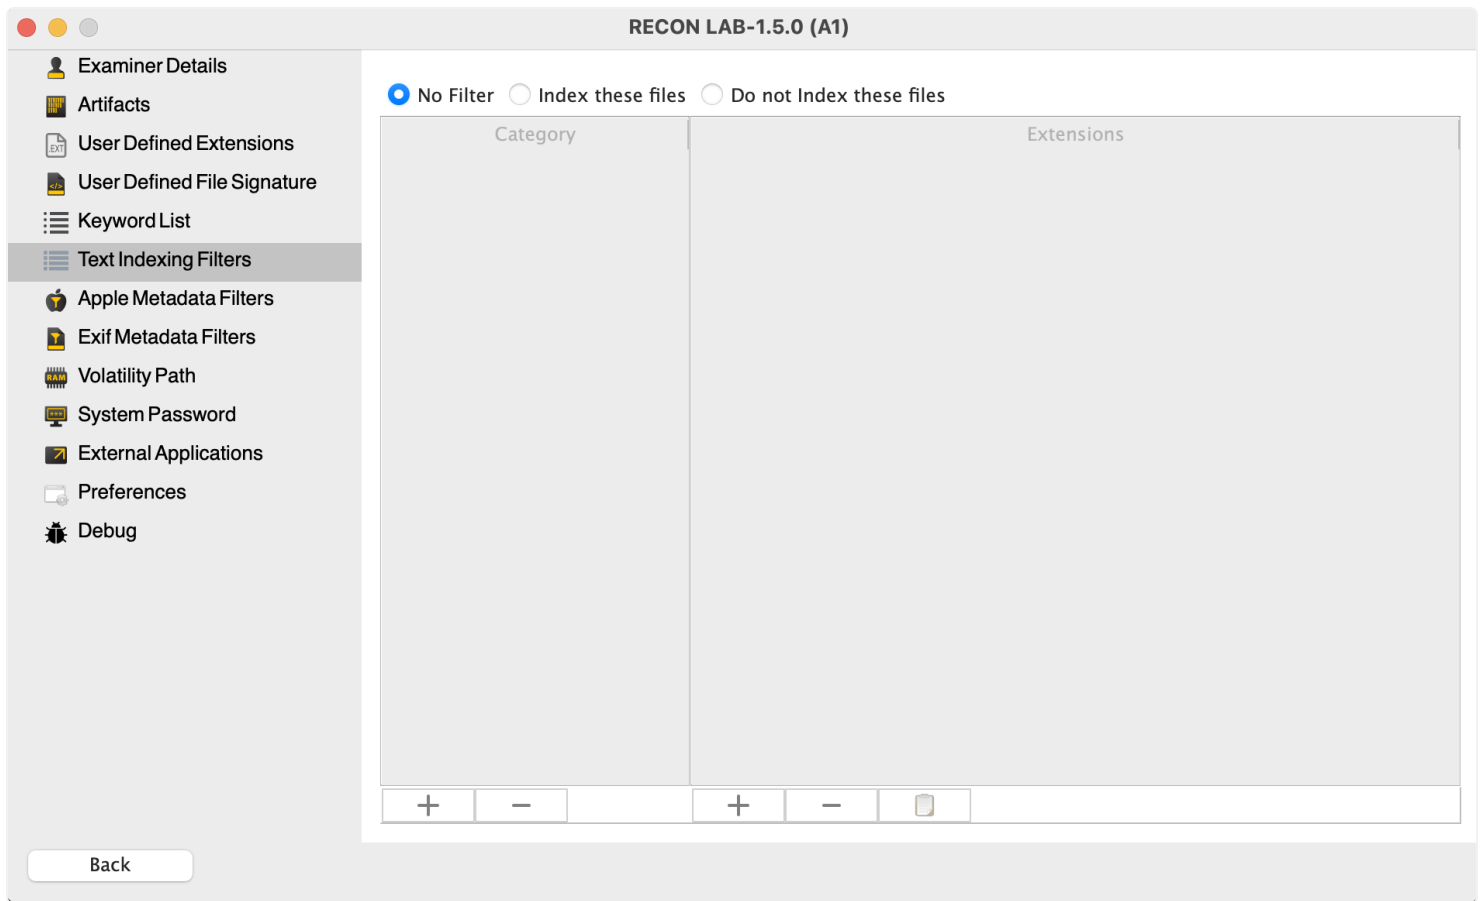 RECON LAB-1.5.0 (A1)
Examiner Details
Artifacts
User Defined Extensions
User Defined File Signature
Keyword List
Text Indexing Filters
Apple Metadata Filters
Exif Metadata Filters
Volatility Path
System Password
External Applications
Preferences
Debug
No Filter Index these files Do not Index these files
Category Extensions
Back